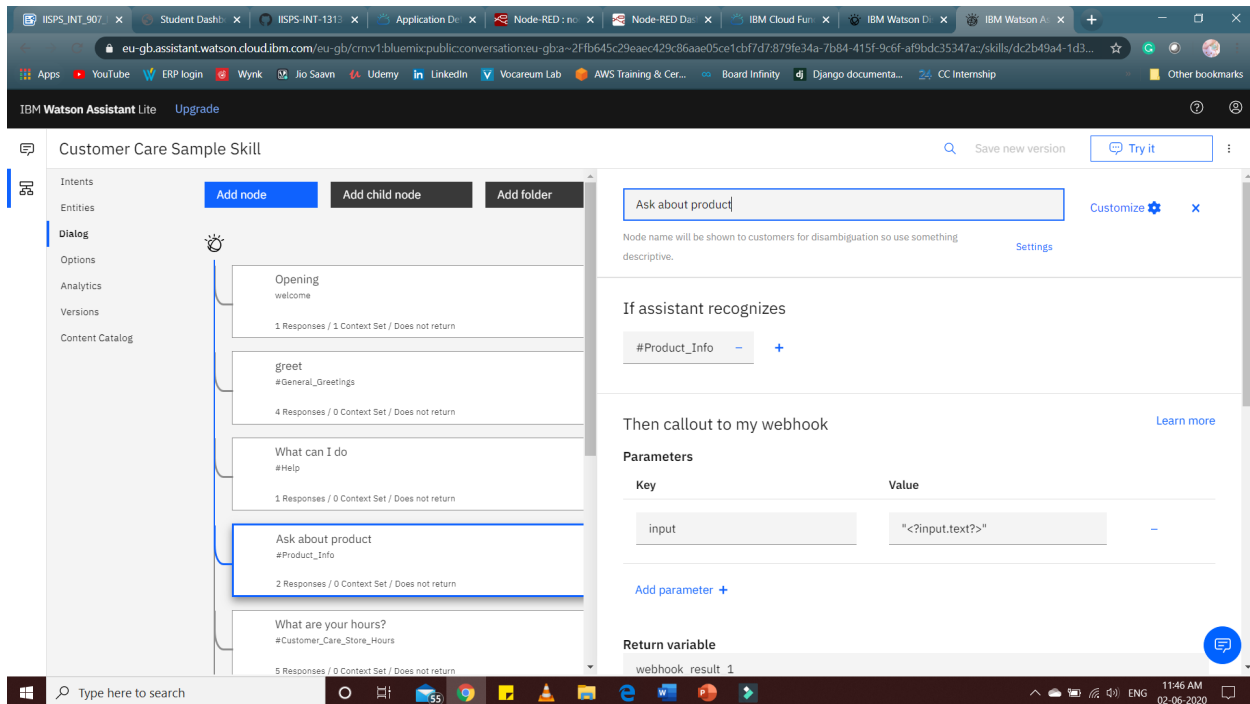 IISPS_INT_907_
Student Dashb
IISPS-INT-1313
Application De
Node-RED : no
Node-RED Das
IBM Cloud Fun
IBM Watson Di
IBM Watson As
eu-gb.assistant.watson.cloud.ibm.com/eu-gb/crn:v1:bluemix:public:conversation:eu-gb:a~2Ffb645c29eaec429c86aae05ce1cbf7d7:879fe34a-7b84-415f-9c6f-af9bdc35347a::/skills/dc2b49a4-1d3...
Apps YouTube ERP login Wynk Jio Saavn Udemy LinkedIn Vocareum Lab AWS Training & Cer... Board Infinity Django documenta... CC Internship Other bookmarks
IBM Watson Assistant Lite Upgrade
Customer Care Sample Skill
Save new version
Try it
Intents
Entities
Dialog
Options
Analytics
Versions
Content Catalog
Add node
Add child node
Add folder
Opening
welcome
1 Responses / 1 Context Set / Does not return
greet
#General_Greetings
4 Responses / 0 Context Set / Does not return
What can I do
#Help
1 Responses / 0 Context Set / Does not return
Ask about product
#Product_Info
2 Responses / 0 Context Set / Does not return
What are your hours?
#Customer_Care_Store_Hours
5 Responses / 0 Context Set / Does not return
Ask about product
Customize
Node name will be shown to customers for disambiguation so use something
descriptive.
Settings
If assistant recognizes
#Product_Info
Then callout to my webhook
Learn more
Parameters
Key Value
input "<?input.text?>"
Add parameter +
Return variable
webhook_result_1
Type here to search
55
ENG
11:46 AM
02-06-2020